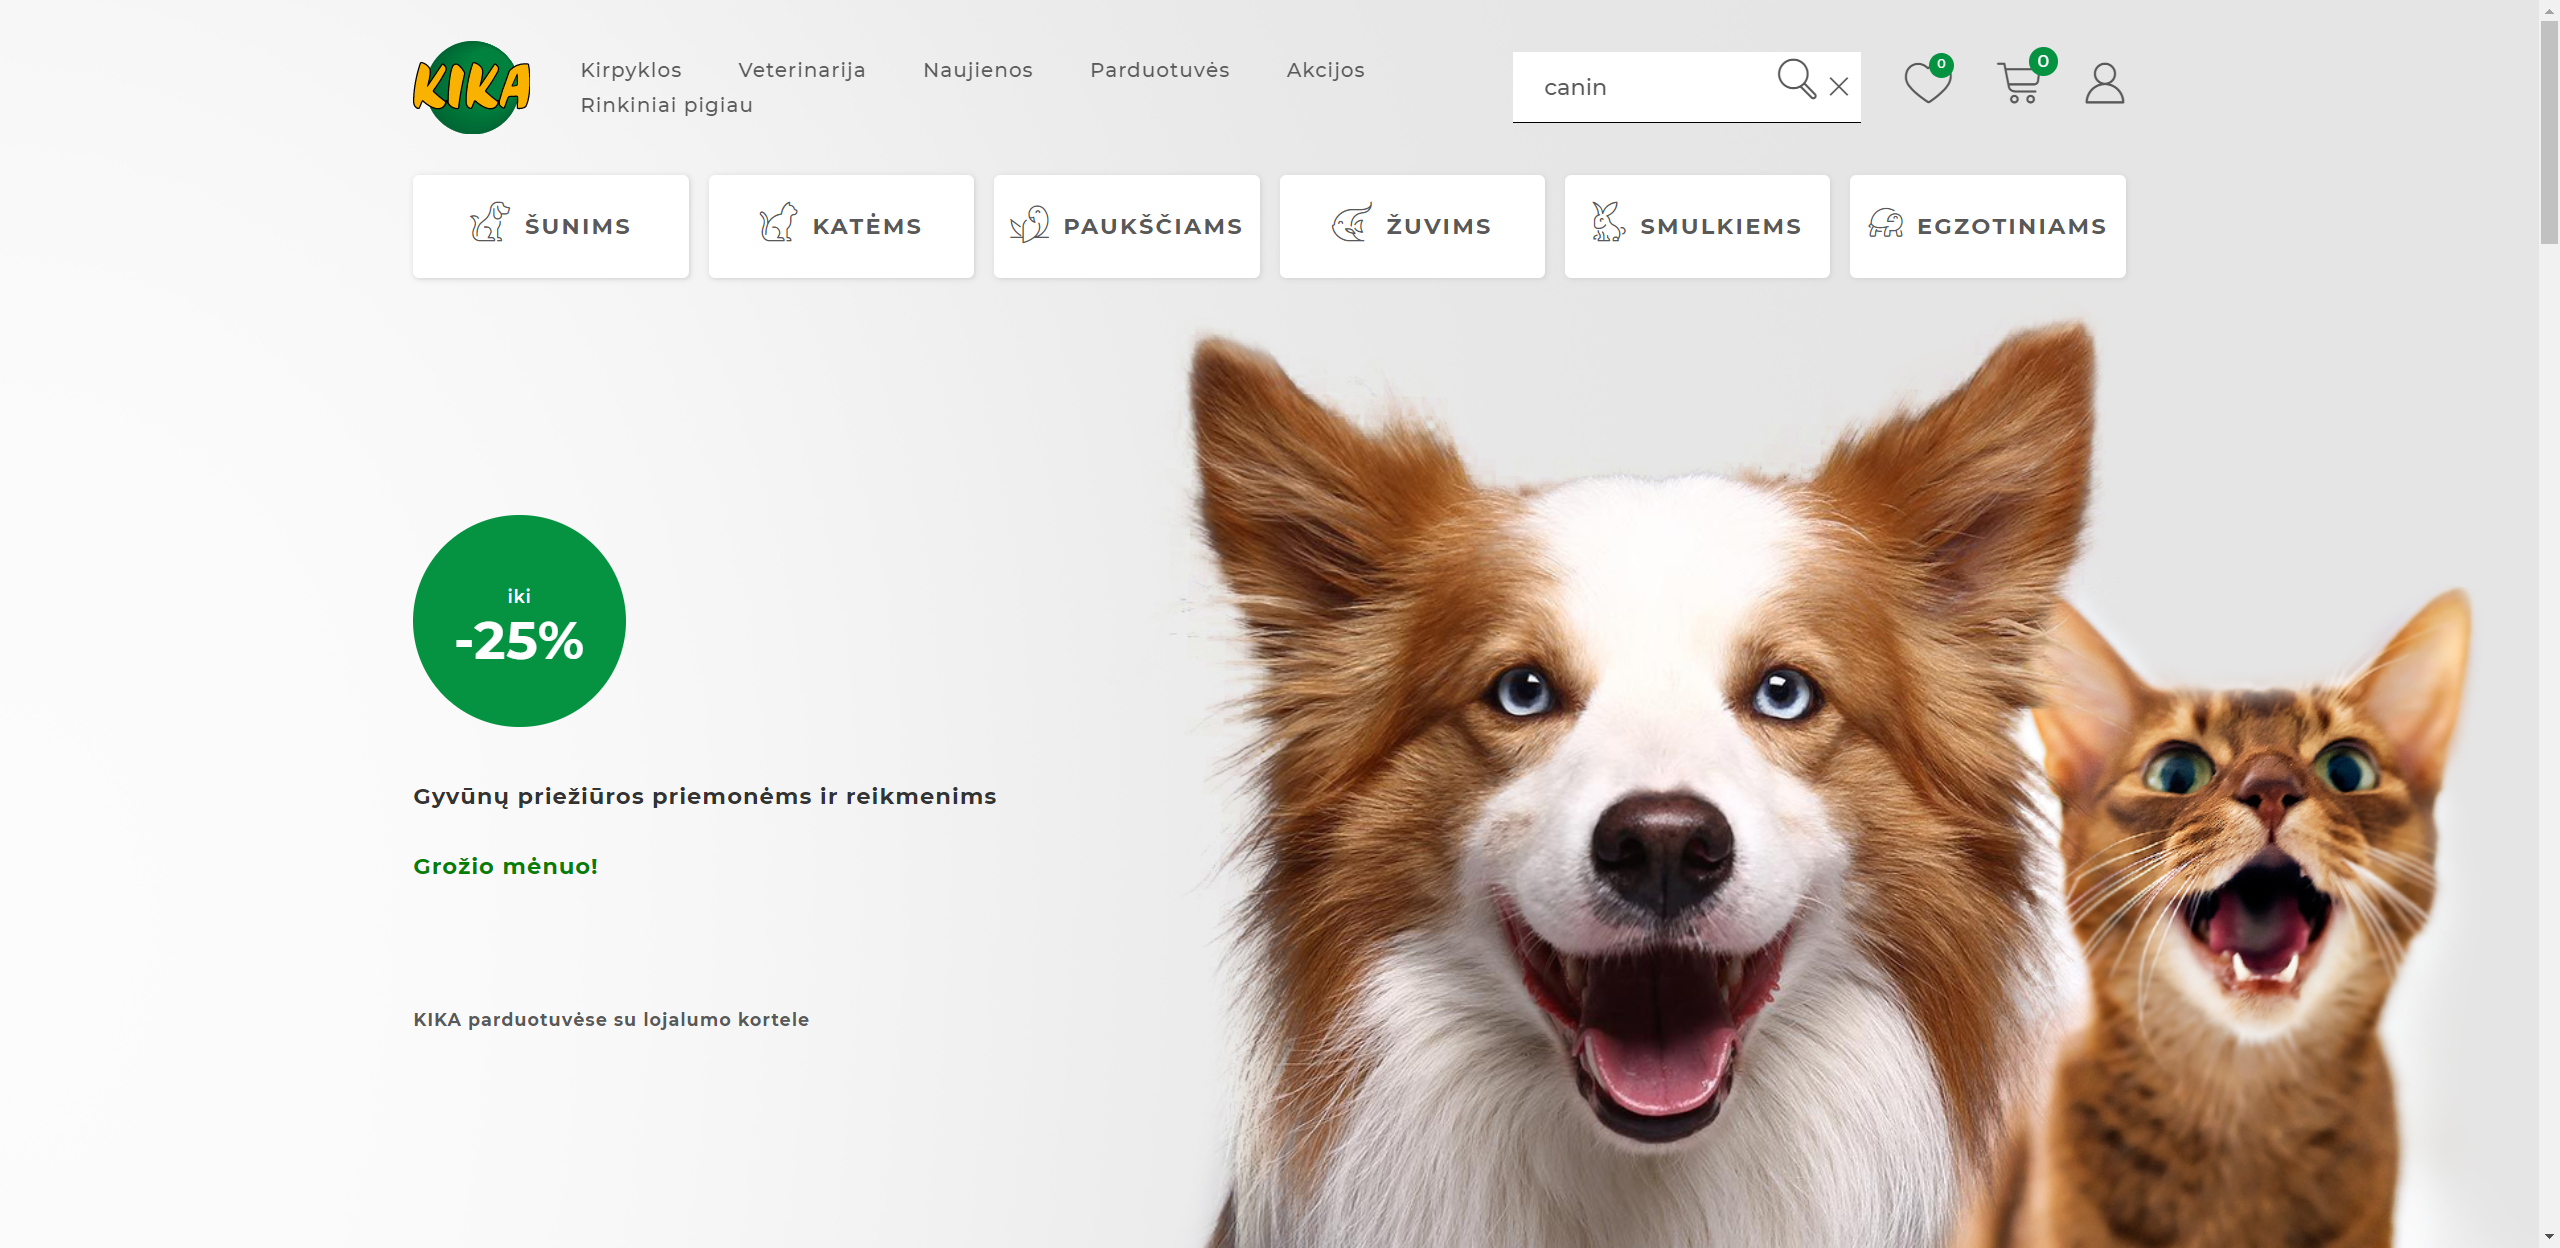 KIKA
Kirpyklos Veterinarija Naujienos Parduotuvės Akcijos
Rinkiniai pigiau
canin
0
0
ŠUNIMS KATĖMS PAUKŠČIAMS ŽUVIMS SMULKIEMS EGZOTINIAMS
iki
-25%
Gyvūnų priežiūros priemonėms ir reikmenims
Grožio mėnuo!
KIKA parduotuvėse su lojalumo kortele